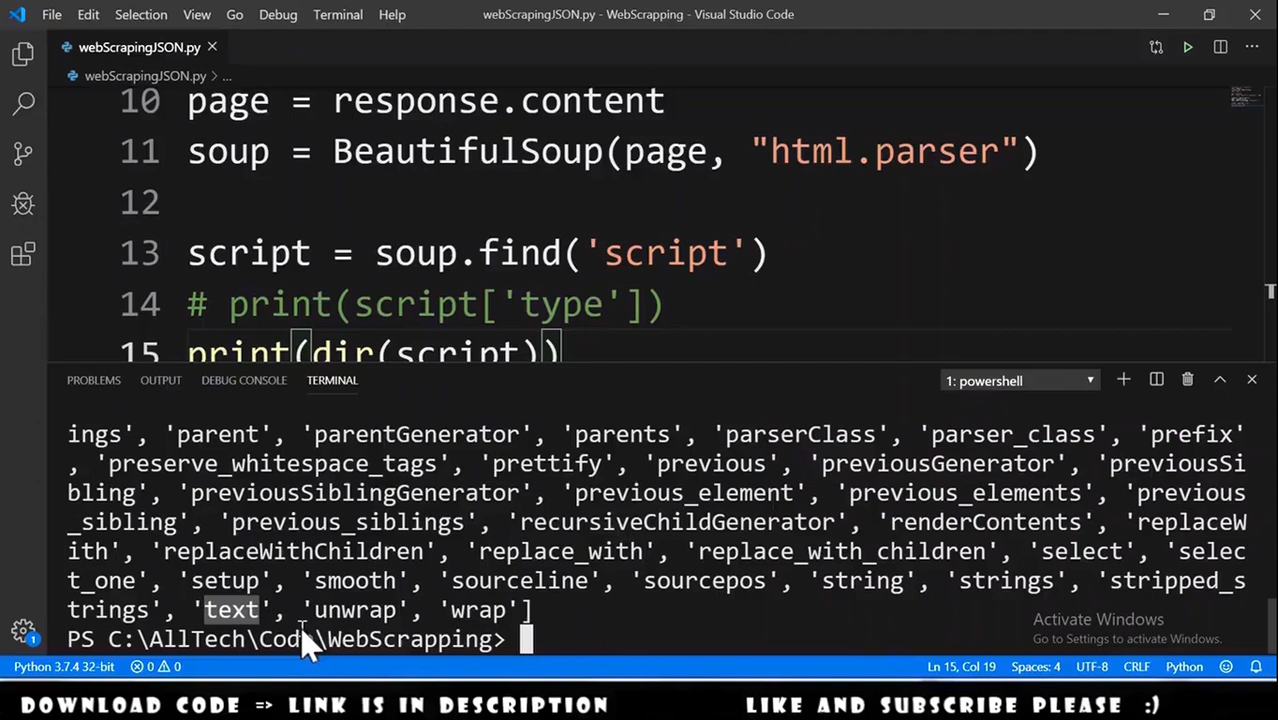 File Edit Selection View Go Debug Terminal Help webScrapingJSON.py - WebScrapping - Visual Studio Code
webScrapingJSON.py
webScrapingJSON.py > ...
10 page = response.content
11 soup = BeautifulSoup(page, "html.parser")
12
13 script = soup.find('script')
14 # print(script['type'])
15 print(dir(script))
PROBLEMS OUTPUT DEBUG CONSOLE TERMINAL 1: powershell
ings', 'parent', 'parentGenerator', 'parents', 'parserClass', 'parser_class', 'prefix'
, 'preserve_whitespace_tags', 'prettify', 'previous', 'previousGenerator', 'previousSi
bling', 'previousSiblingGenerator', 'previous_element', 'previous_elements', 'previous
_sibling', 'previous_siblings', 'recursiveChildGenerator', 'renderContents', 'replaceW
ith', 'replaceWithChildren', 'replace_with', 'replace_with_children', 'select', 'selec
t_one', 'setup', 'smooth', 'sourceline', 'sourcepos', 'string', 'strings', 'stripped_s
trings', 'text', 'unwrap', 'wrap']
Activate Windows
PS C:\AllTech\Code\WebScrapping>
Go to Settings to activate Windows.
1
Python 3.7.4 32-bit 0 0 Ln 15, Col 19 Spaces: 4 UTF-8 CRLF Python
DOWNLOAD CODE => LINK IS IN DESCRIPTION LIKE AND SUBSCRIBE PLEASE :)